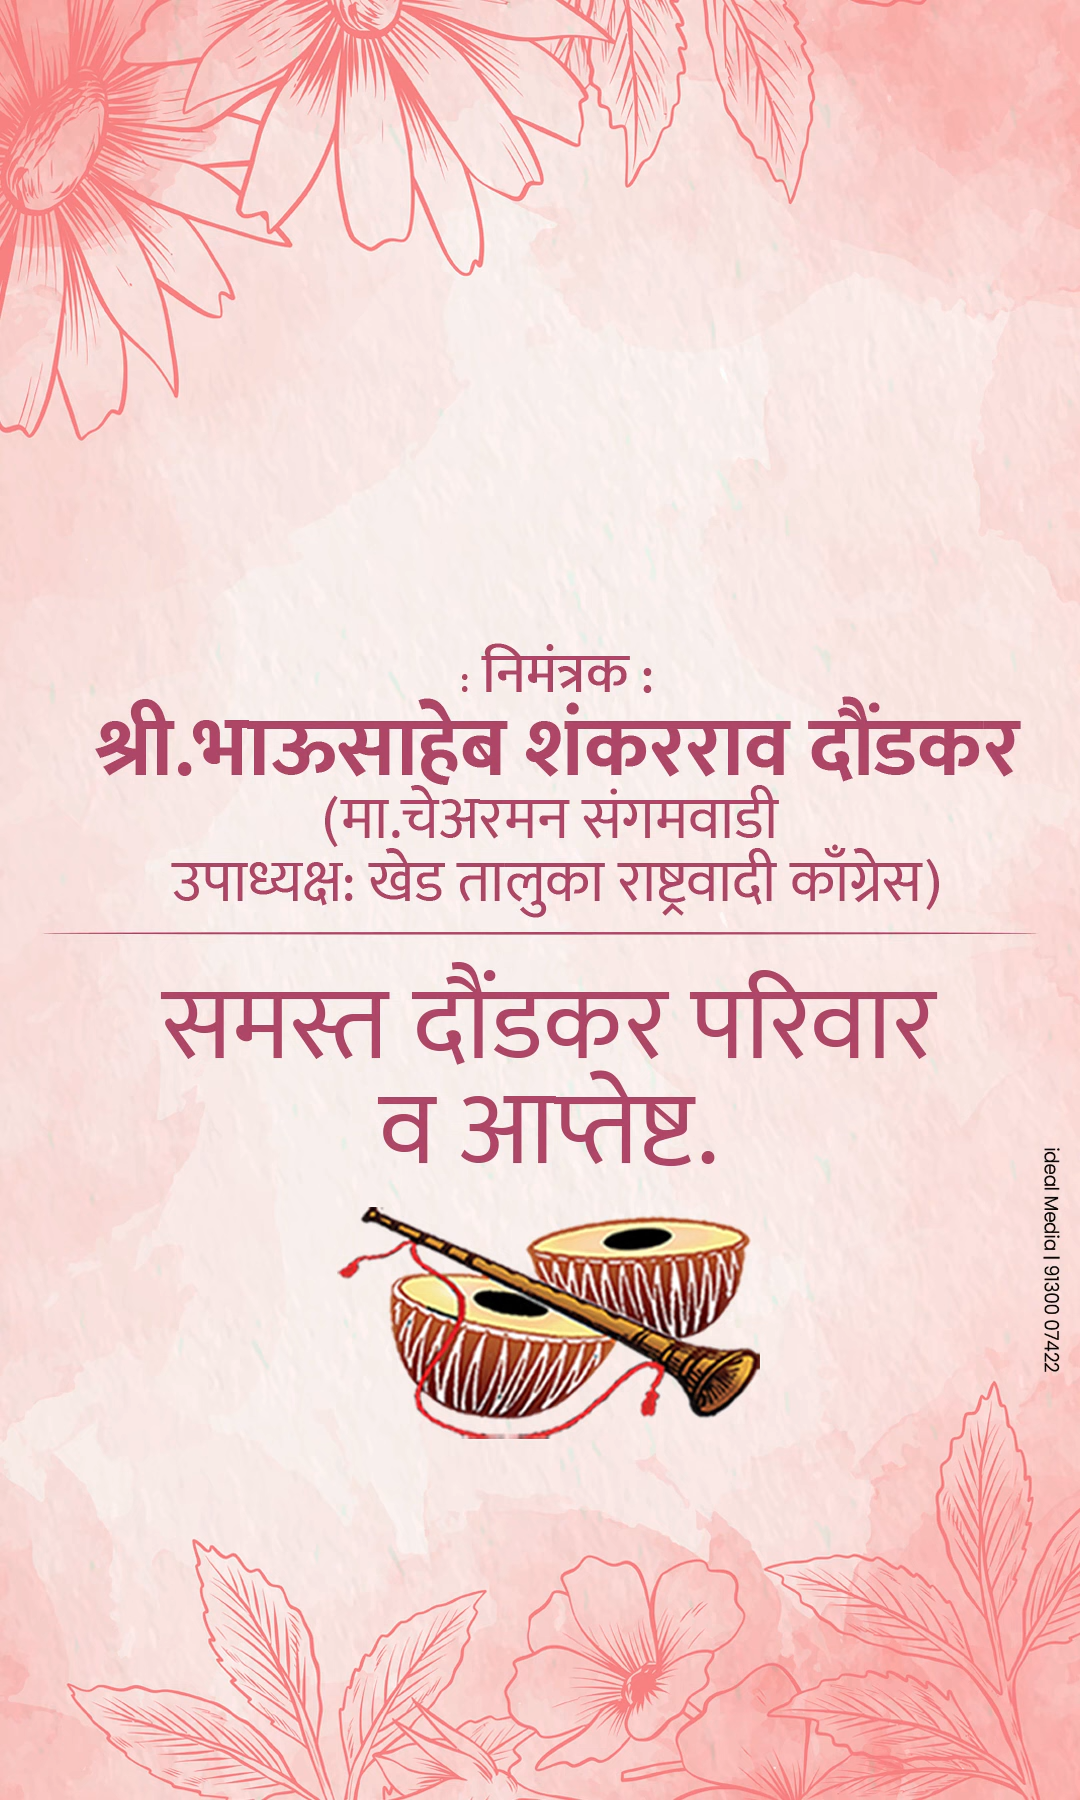 : निमंत्रक :
श्री.भाऊसाहेब शंकरराव दौंडकर
(मा.चेअरमन संगमवाडी
उपाध्यक्ष: खेड तालुका राष्ट्रवादी काँग्रेस)
समस्त दौंडकर परिवार
व आप्तेष्ट.
ideal Media | 91300 07422